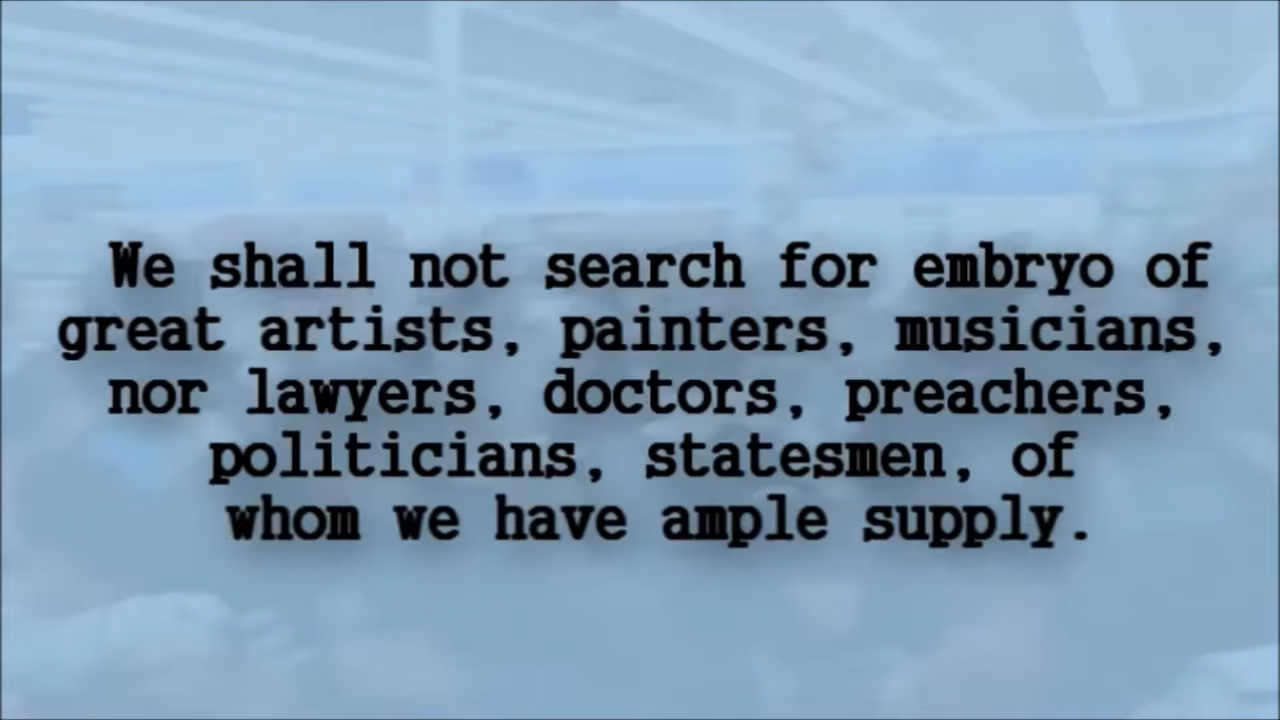 We shall not search for embryo of
great artists, painters, musicians,
nor lawyers, doctors, preachers,
politicians, statesmen, of
whom we have ample supply.